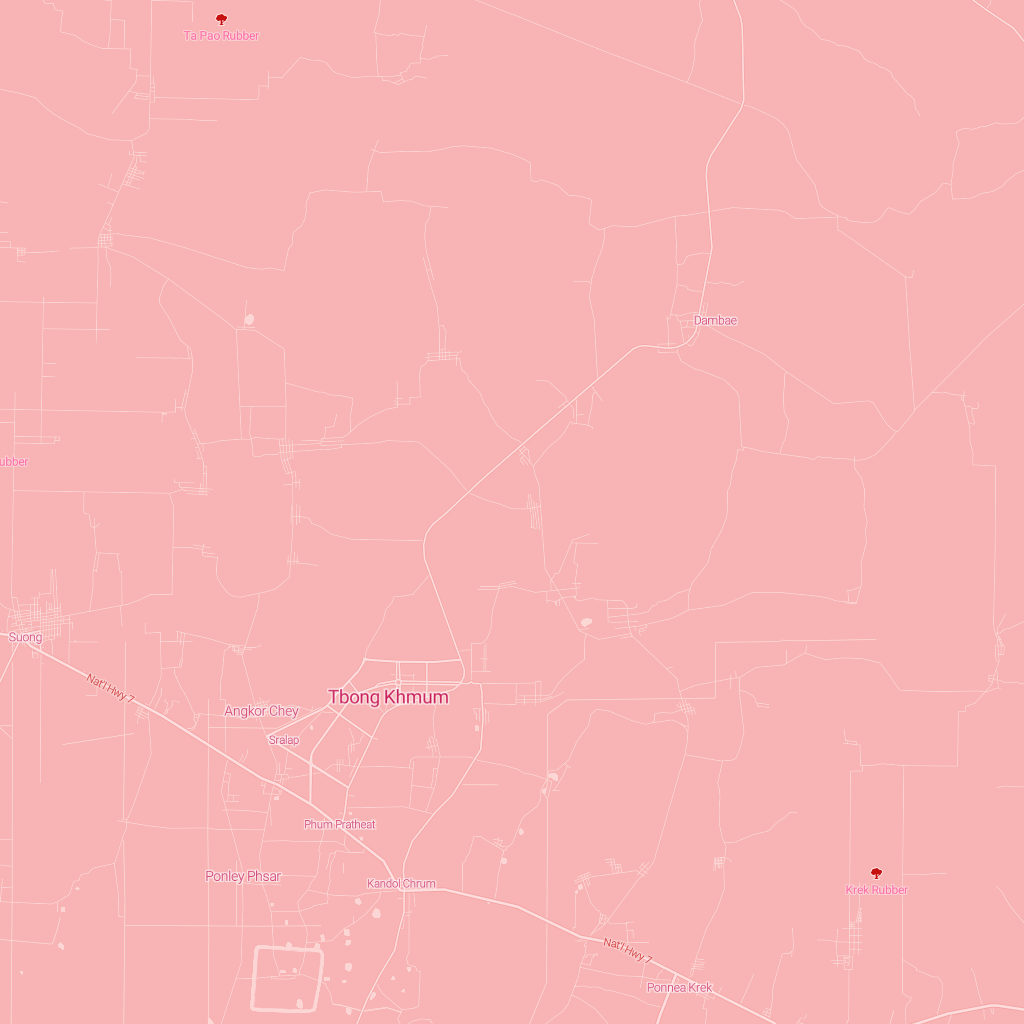 Ta Pao Rubber
Dambae
ubber
Suong
Nat'l Hwy 7
Tbong Khmum
Angkor Chey
Sralap
Phum Pratheat
Ponley Phsar
Kandol Chrum
Krek Rubber
Nat'l Hwy 7
Ponnea Krek